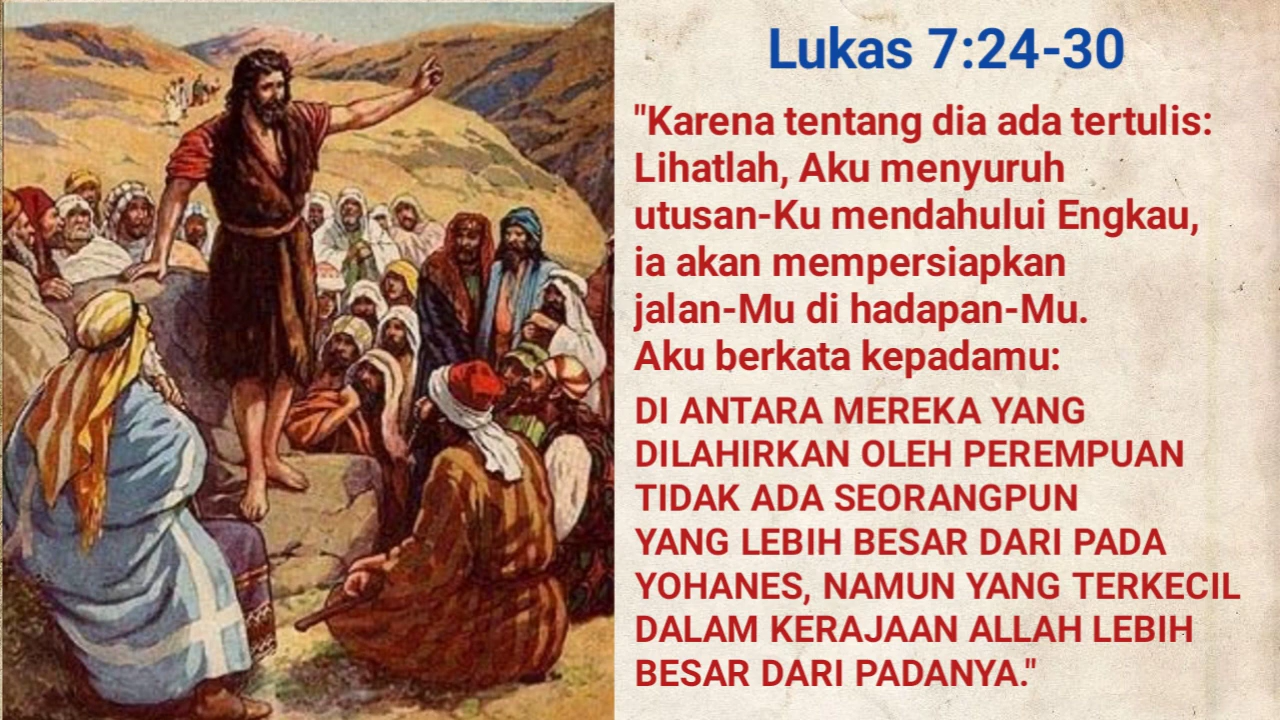 Lukas 7:24-30
"Karena tentang dia ada tertulis:
Lihatlah, Aku menyuruh
utusan-Ku mendahului Engkau,
ia akan mempersiapkan
jalan-Mu di hadapan-Mu.
Aku berkata kepadamu:
DI ANTARA MEREKA YANG
DILAHIRKAN OLEH PEREMPUAN
TIDAK ADA SEORANGPUN
YANG LEBIH BESAR DARI PADA
YOHANES, NAMUN YANG TERKECIL
DALAM KERAJAAN ALLAH LEBIH
BESAR DARI PADANYA."